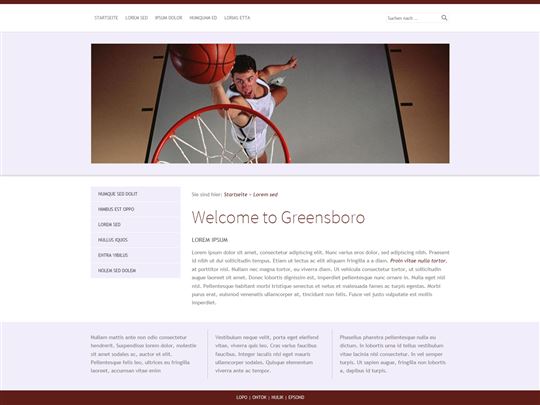 STARTSEITE LOREM SED IPSUM DOLOR HUMQUAM ED LORAS ETTA
Suchen nach ...
NUMQUE SED DOLIT
NIMBUS EST OPPO
LOREM SED
NULLUS IQUOS
EXTRA VIBILUS
NOLEM SED DOLEM
Sie sind hier: Startseite - Lorem sed
Welcome to Greensboro
LOREM IPSUM
Lorem ipsum dolor sit amet, consectetur adipiscing elit. Nunc varius eros dolor, sed adipiscing nibh. Praesent
id nibh ut dui sollicitudin tempus. Etiam ut lectus ac elit aliquam fringilla a a diam. Proin vitae nulla tortor,
at porttitor nisl. Nullam nec magna tortor, eu viverra diam. Ut vehicula consectetur tortor, ut sollicitudin
augue laoreet sit amet. Donec lobortis dignissim est, imperdiet fermentum nunc ornare in. Nulla eget nisl
nisl. Pellentesque habitant morbi tristique senectus et netus et malesuada fames ac turpis egestas. Morbi
purus erat, euismod venenatis ullamcorper at, tincidunt non felis. Fusce vel justo vulputate est mollis
imperdiet.
Nullam mattis ante non odio consectetur
hendrerit. Suspendisse lorem dolor, molestie
sit amet sodales ac, auctor et elit.
Pellentesque felis leo, ultrices eu fringilla
laoreet, accumsan vitae enim
Vestibulum neque velit, porta eget eleifend
vitae, viverra quis leo. Cras varius faucibus
faucibus. Integer iaculis nisi eget mauris
ullamcorper sodales. Quisque elementum
viverra ante ac tempor.
Phasellus pharetra pellentesque nulla eu
dictum. In lobortis urna id tellus vestibulum
vitae lacinia nisi consectetur. In vel semper
turpis. Ut sapien augue, fringilla non lobortis
a, dapibus id turpis.
LOPO | ONTOK | HULIK | EPSOND